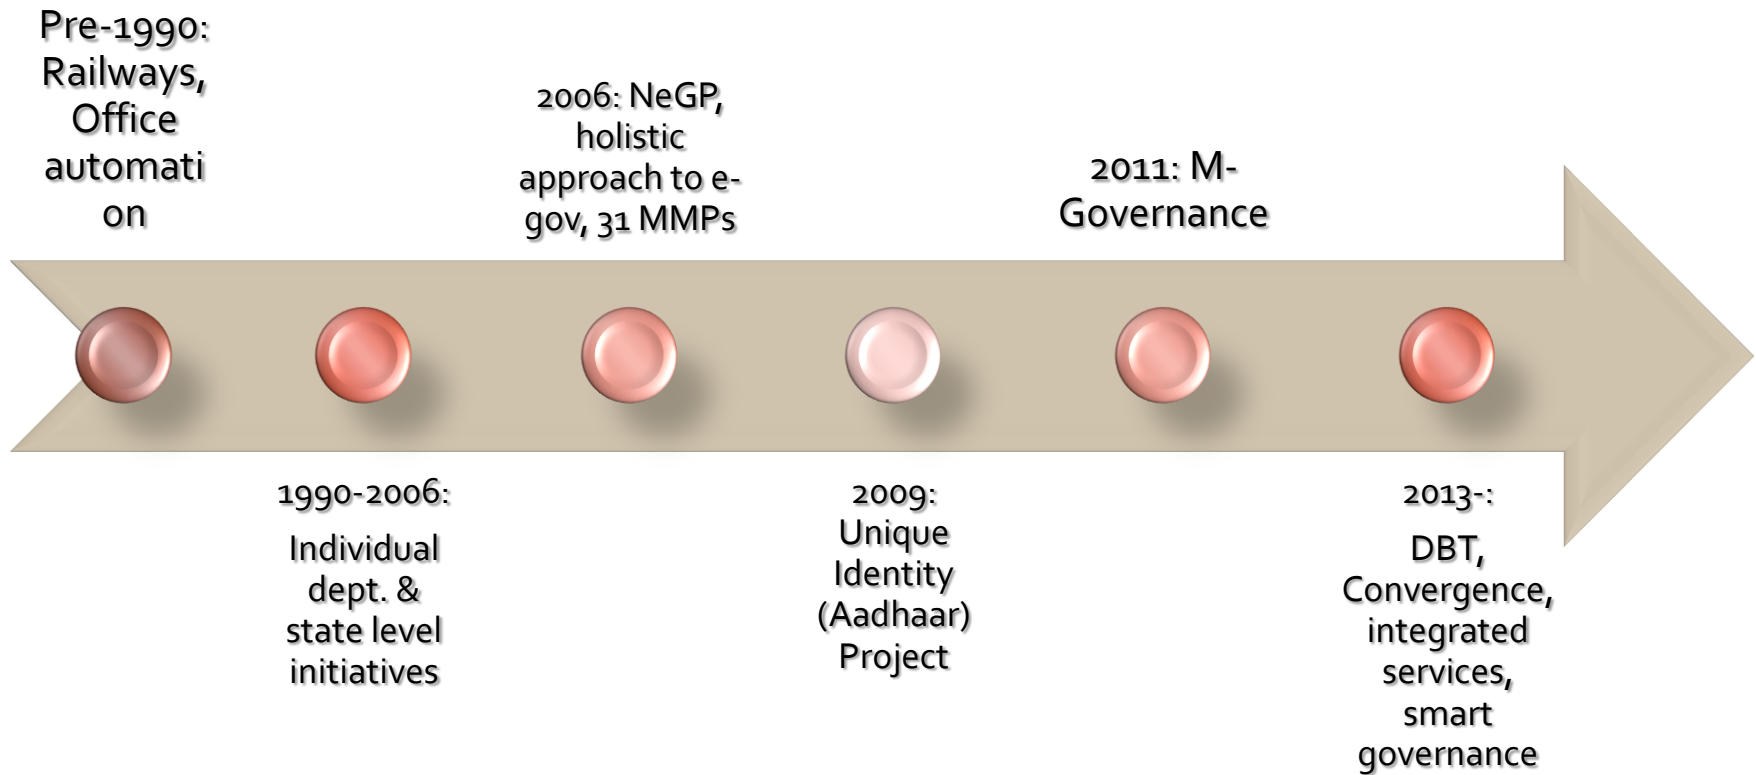 Pre-1990:
Railways,
Office
automati
on
1990-2006:
Individual
dept. &
state level
initiatives
2006: NeGP,
holistic
approach to e-
gov, 31 MMPs
2009:
Unique
Identity
(Aadhaar)
Project
2011: M-
Governance
2013-:
DBT,
Convergence,
integrated
services,
smart
governance